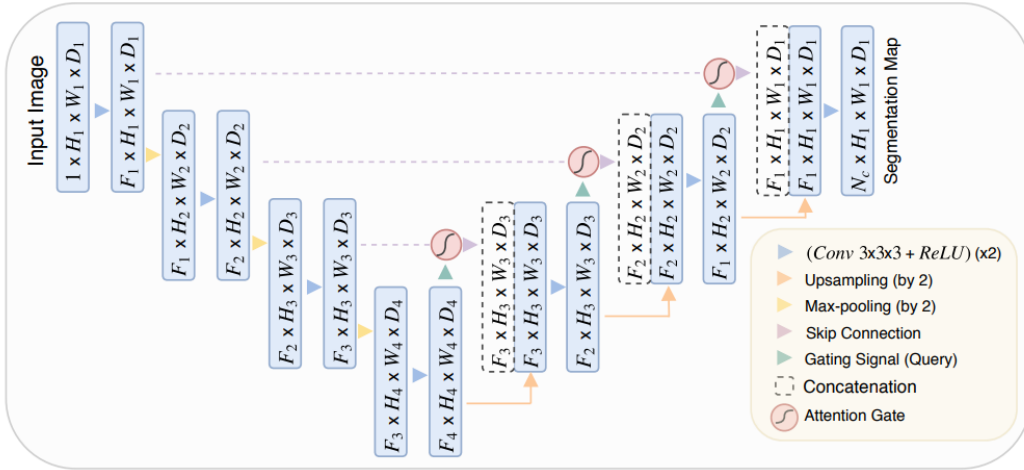 Input Image
1 x H₁ x W₁ x D₁
F₁ x H₁ x W₁ x D₁
F₁ x H₂ x W₂ x D₂
F₂ x H₂ x W₂ x D₂
F₂ x H₃ x W₃ x D₃
F₃ x H₃ x W₃ x D₃
F₃ x H₄ x W₄ x D₄
F₄ x H₄ x W₄ x D₄
F₃ x H₃ x W₃ x D₃
F₃ x H₃ x W₃ x D₃
F₂ x H₃ x W₃ x D₃
F₂ x H₂ x W₂ x D₂
F₂ x H₂ x W₂ x D₂
F₁ x H₂ x W₂ x D₂
F₁ x H₁ x W₁ x D₁
F₁ x H₁ x W₁ x D₁
N_c x H₁ x W₁ x D₁
Segmentation Map
(Conv 3x3x3 + ReLU) (x2)
Upsampling (by 2)
Max-pooling (by 2)
Skip Connection
Gating Signal (Query)
Concatenation
Attention Gate